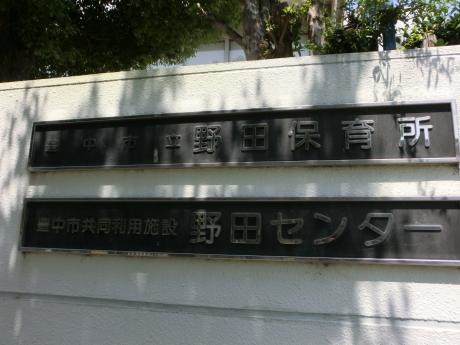 豊中市立 野田保育所
豊中市共同利用施設 野田センター